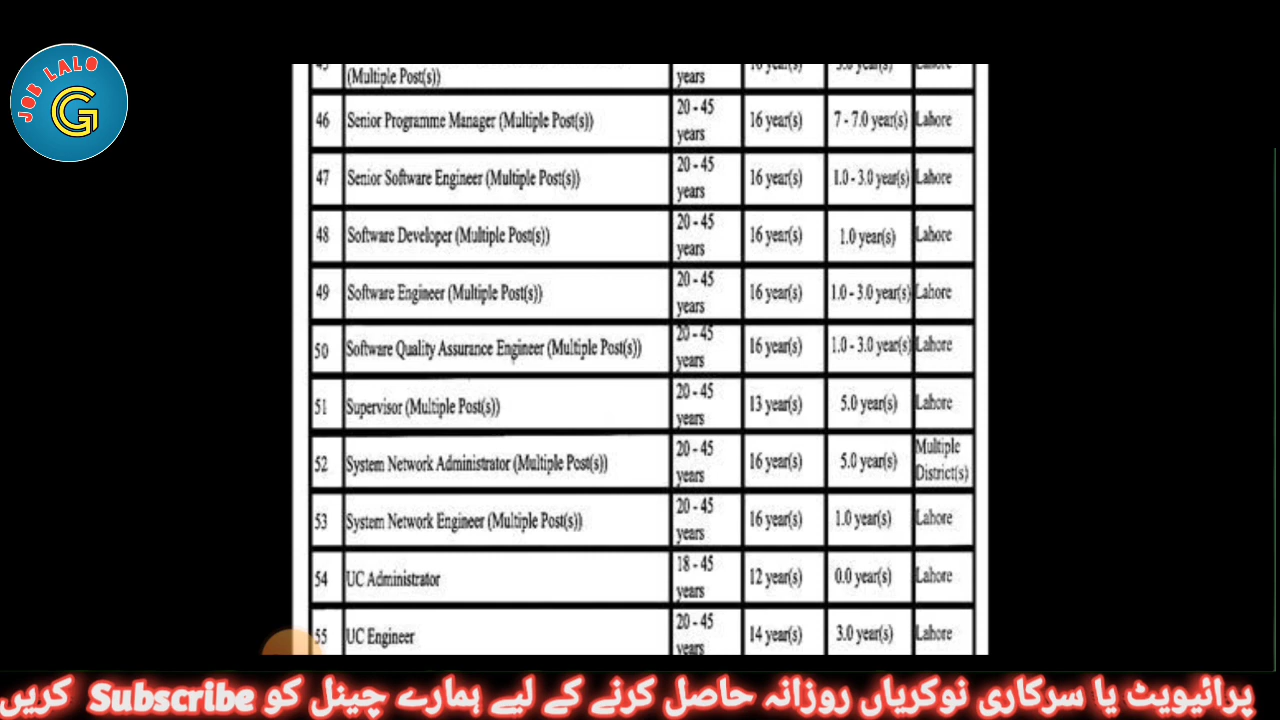 JOB LALO
G
(Multiple Post(s))
years
46 Senior Programme Manager (Multiple Post(s)) 20 - 45 years 16 year(s) 7 - 7.0 year(s) Lahore
47 Senior Software Engineer (Multiple Post(s)) 20 - 45 years 16 year(s) 1.0 - 3.0 year(s) Lahore
48 Software Developer (Multiple Post(s)) 20 - 45 years 16 year(s) 1.0 year(s) Lahore
49 Software Engineer (Multiple Post(s)) 20 - 45 years 16 year(s) 1.0 - 3.0 year(s) Lahore
50 Software Quality Assurance Engineer (Multiple Post(s)) 20 - 45 years 16 year(s) 1.0 - 3.0 year(s) Lahore
51 Supervisor (Multiple Post(s)) 20 - 45 years 13 year(s) 5.0 year(s) Lahore
52 System Network Administrator (Multiple Post(s)) 20 - 45 years 16 year(s) 5.0 year(s) Multiple District(s)
53 System Network Engineer (Multiple Post(s)) 20 - 45 years 16 year(s) 1.0 year(s) Lahore
54 UC Administrator 18 - 45 years 12 year(s) 0.0 year(s) Lahore
55 UC Engineer 20 - 45 years 14 year(s) 3.0 year(s) Lahore
پرائیویٹ یا سرکاری نوکریاں روزانہ حاصل کرنے کے لیے ہمارے چینل کو Subscribe کریں